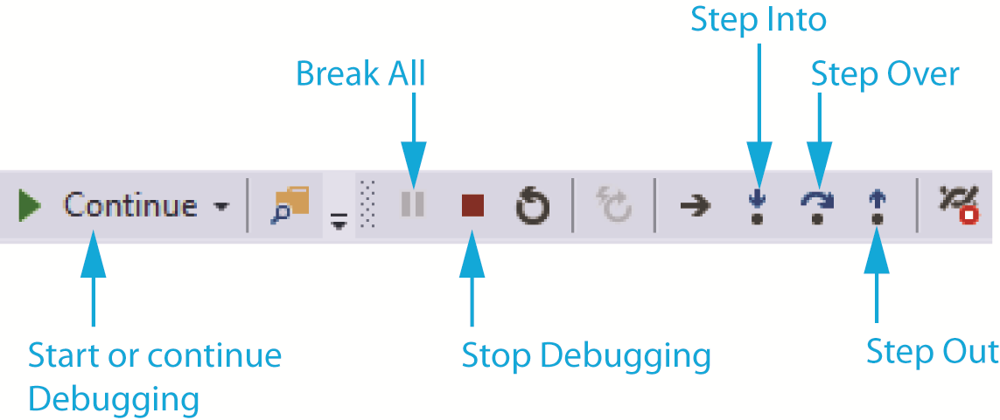 Step Into
Break All
Step Over
Continue
Start or continue
Debugging
Stop Debugging
Step Out